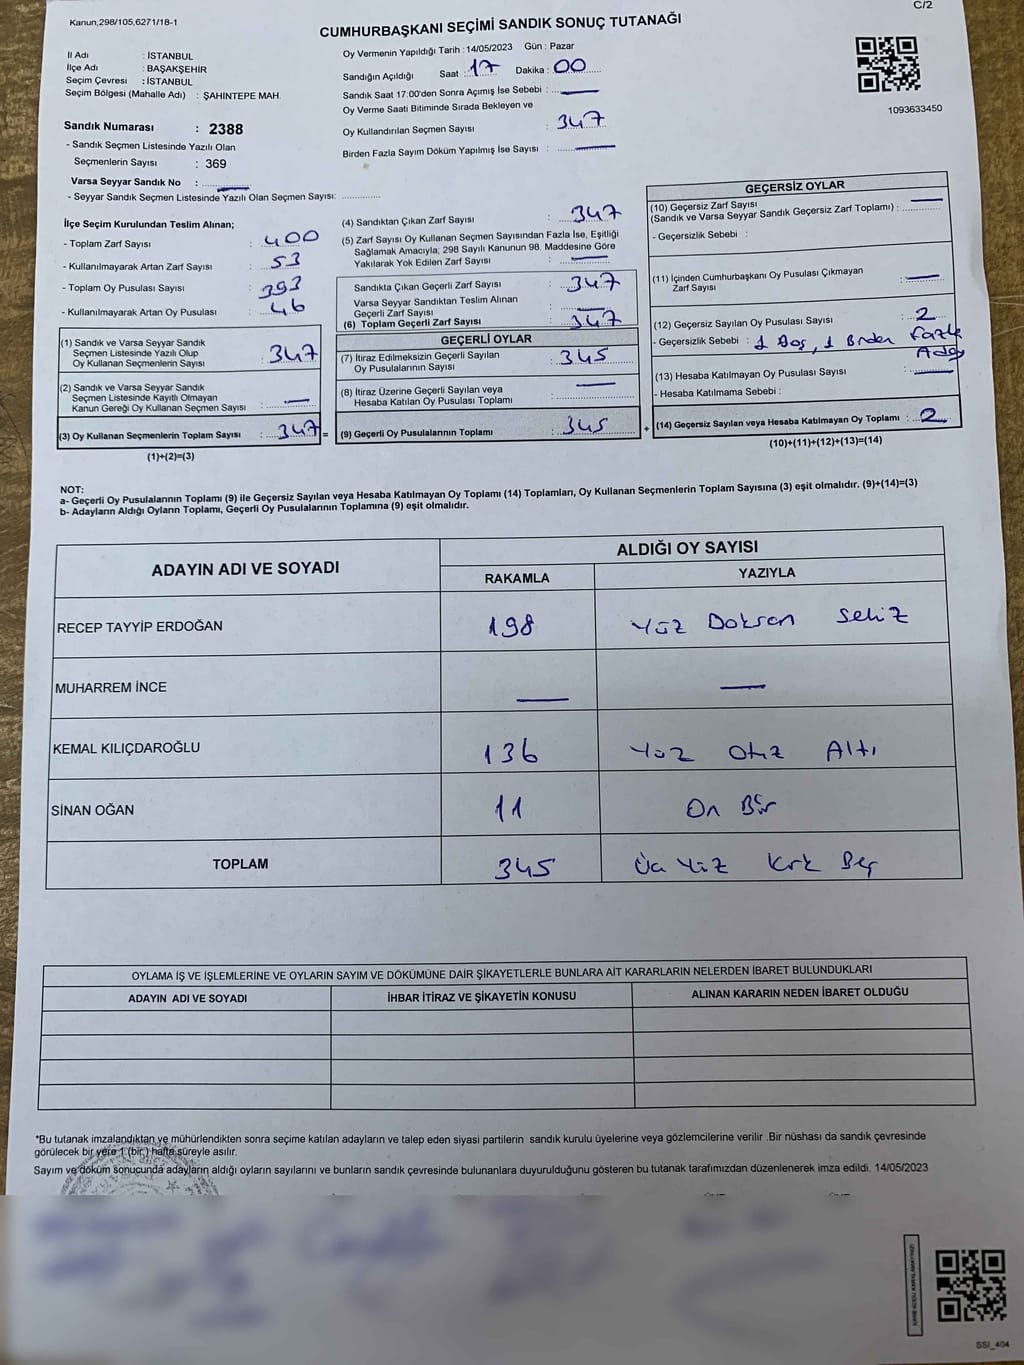 C/2
Kanun,298/105,6271/18-1
CUMHURBAŞKANI SEÇİMİ SANDIK SONUÇ TUTANAĞI
İl Adı : İSTANBUL
İlçe Adı : BAŞAKŞEHİR
Seçim Çevresi : İSTANBUL
Seçim Bölgesi (Mahalle Adı) : ŞAHİNTEPE MAH.
Sandık Numarası : 2388
- Sandık Seçmen Listesinde Yazılı Olan
Seçmenlerin Sayısı : 369
Varsa Seyyar Sandık No : —
- Seyyar Sandık Seçmen Listesinde Yazılı Olan Seçmen Sayısı:
Oy Vermenin Yapıldığı Tarih : 14/05/2023 Gün : Pazar
Sandığın Açıldığı Saat : 17 Dakika : 00
Sandık Saat 17:00'den Sonra Açımış İse Sebebi : —
Oy Verme Saati Bitiminde Sırada Bekleyen ve
Oy Kullandırılan Seçmen Sayısı : 347
Birden Fazla Sayım Döküm Yapılmış İse Sayısı : —
1093633450
İlçe Seçim Kurulundan Teslim Alınan;
- Toplam Zarf Sayısı : 400
- Kullanılmayarak Artan Zarf Sayısı : 53
- Toplam Oy Pusulası Sayısı : 393
- Kullanılmayarak Artan Oy Pusulası : 46
(1) Sandık ve Varsa Seyyar Sandık
Seçmen Listesinde Yazılı Olup
Oy Kullanan Seçmenlerin Sayısı : 347
(2) Sandık ve Varsa Seyyar Sandık
Seçmen Listesinde Kayıtlı Olmayan
Kanun Gereği Oy Kullanan Seçmen Sayısı : —
(3) Oy Kullanan Seçmenlerin Toplam Sayısı : 347 =
(1)+(2)=(3)
(4) Sandıktan Çıkan Zarf Sayısı : 347
(5) Zarf Sayısı Oy Kullanan Seçmen Sayısından Fazla İse, Eşitliği
Sağlamak Amacıyla; 298 Sayılı Kanunun 98. Maddesine Göre
Yakılarak Yok Edilen Zarf Sayısı : —
Sandıkta Çıkan Geçerli Zarf Sayısı : 347
Varsa Seyyar Sandıktan Teslim Alınan
Geçerli Zarf Sayısı : —
(6) Toplam Geçerli Zarf Sayısı : 347
GEÇERLİ OYLAR
(7) İtiraz Edilmeksizin Geçerli Sayılan
Oy Pusulalarının Sayısı : 345
(8) İtiraz Üzerine Geçerli Sayılan veya
Hesaba Katılan Oy Pusulası Toplamı : —
(9) Geçerli Oy Pusulalarının Toplamı : 345 +
GEÇERSİZ OYLAR
(10) Geçersiz Zarf Sayısı
(Sandık ve Varsa Seyyar Sandık Geçersiz Zarf Toplamı) : —
- Geçersizlik Sebebi :
(11) İçinden Cumhurbaşkanı Oy Pusulası Çıkmayan
Zarf Sayısı : —
(12) Geçersiz Sayılan Oy Pusulası Sayısı : 2
- Geçersizlik Sebebi : 1 Boş, 1 Birden Fazla
Aday
(13) Hesaba Katılmayan Oy Pusulası Sayısı : —
- Hesaba Katılmama Sebebi :
(14) Geçersiz Sayılan veya Hesaba Katılmayan Oy Toplamı : 2
(10)+(11)+(12)+(13)=(14)
NOT:
a- Geçerli Oy Pusulalarının Toplamı (9) ile Geçersiz Sayılan veya Hesaba Katılmayan Oy Toplamı (14) Toplamları, Oy Kullanan Seçmenlerin Toplam Sayısına (3) eşit olmalıdır. (9)+(14)=(3)
b- Adayların Aldığı Oyların Toplamı, Geçerli Oy Pusulalarının Toplamına (9) eşit olmalıdır.
ADAYIN ADI VE SOYADI ALDIĞI OY SAYISI
RAKAMLA YAZIYLA
RECEP TAYYİP ERDOĞAN 198 Yüz Doksan Sekiz
MUHARREM İNCE — —
KEMAL KILIÇDAROĞLU 136 Yüz Otuz Altı
SİNAN OĞAN 11 On Bir
TOPLAM 345 Üç Yüz Kırk Beş
OYLAMA İŞ VE İŞLEMLERİNE VE OYLARIN SAYIM VE DÖKÜMÜNE DAİR ŞİKAYETLERLE BUNLARA AİT KARARLARIN NELERDEN İBARET BULUNDUKLARI
ADAYIN ADI VE SOYADI İHBAR İTİRAZ VE ŞİKAYETİN KONUSU ALINAN KARARIN NEDEN İBARET OLDUĞU
*Bu tutanak imzalandıktan ve mühürlendikten sonra seçime katılan adayların ve talep eden siyasi partilerin sandık kurulu üyelerine veya gözlemcilerine verilir .Bir nüshası da sandık çevresinde
görülecek bir yere 1 (bir ) hafta süreyle asılır.
Sayım ve döküm sonucunda adayların aldığı oyların sayılarını ve bunların sandık çevresinde bulunanlara duyurulduğunu gösteren bu tutanak tarafımızdan düzenlenerek imza edildi. 14/05/2023
KARE KODU KARALAMAYINIZ!
SSI_404